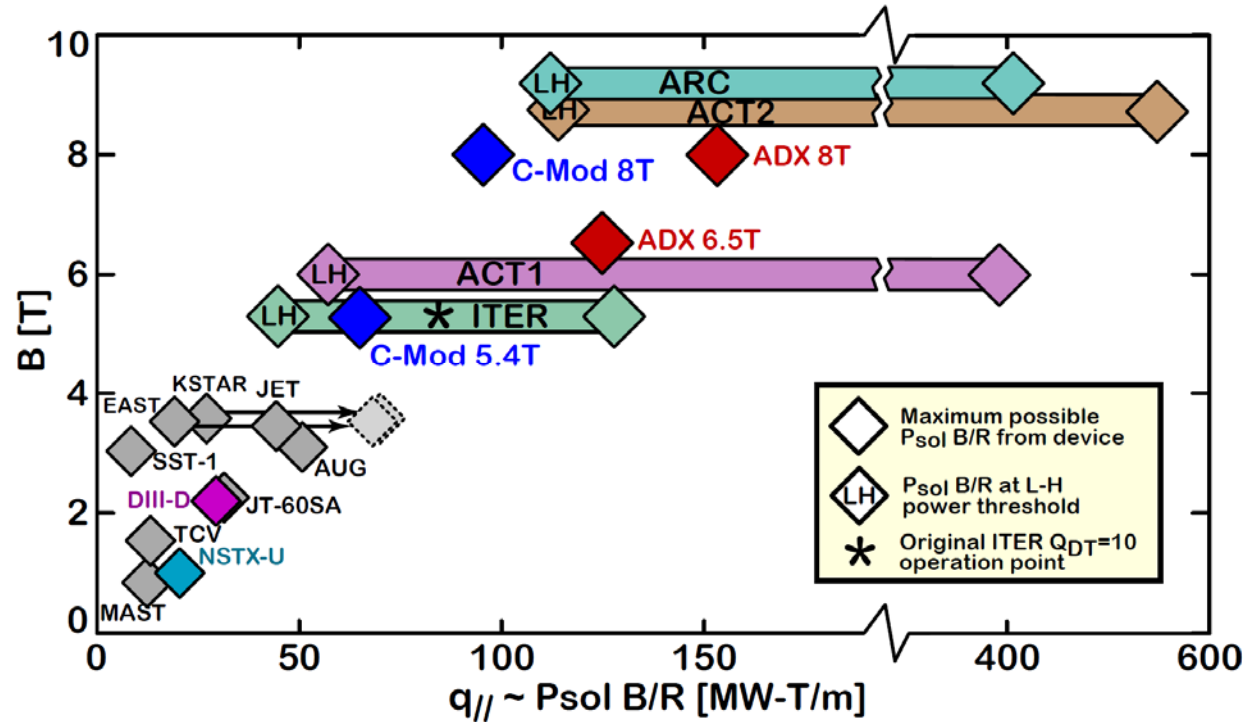 10
8
6
4
2
0
B [T]
LH
ARC
LH
ACT2
C-Mod 8T
ADX 8T
ADX 6.5T
LH
ACT1
LH
* ITER
C-Mod 5.4T
KSTAR
JET
EAST
SST-1
AUG
DIII-D
JT-60SA
TCV
NSTX-U
MAST
Maximum possible
Psol B/R from device
LH
Psol B/R at L-H
power threshold
* Original ITER QDT=10
operation point
0
50
100
150
400
600
q// ~ Psol B/R [MW-T/m]